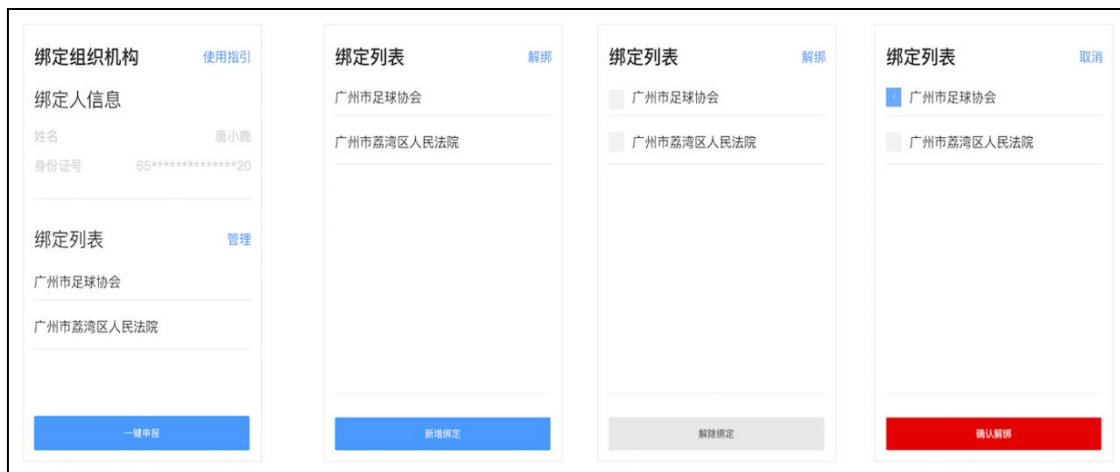 绑定组织机构 使用指引
绑定人信息
姓名 唐小鹿
身份证号 65**************20
绑定列表 管理
广州市足球协会
广州市荔湾区人民法院
一键申报
绑定列表 解绑
广州市足球协会
广州市荔湾区人民法院
新增绑定
绑定列表 解绑
广州市足球协会
广州市荔湾区人民法院
解除绑定
绑定列表 取消
广州市足球协会
广州市荔湾区人民法院
确认解绑